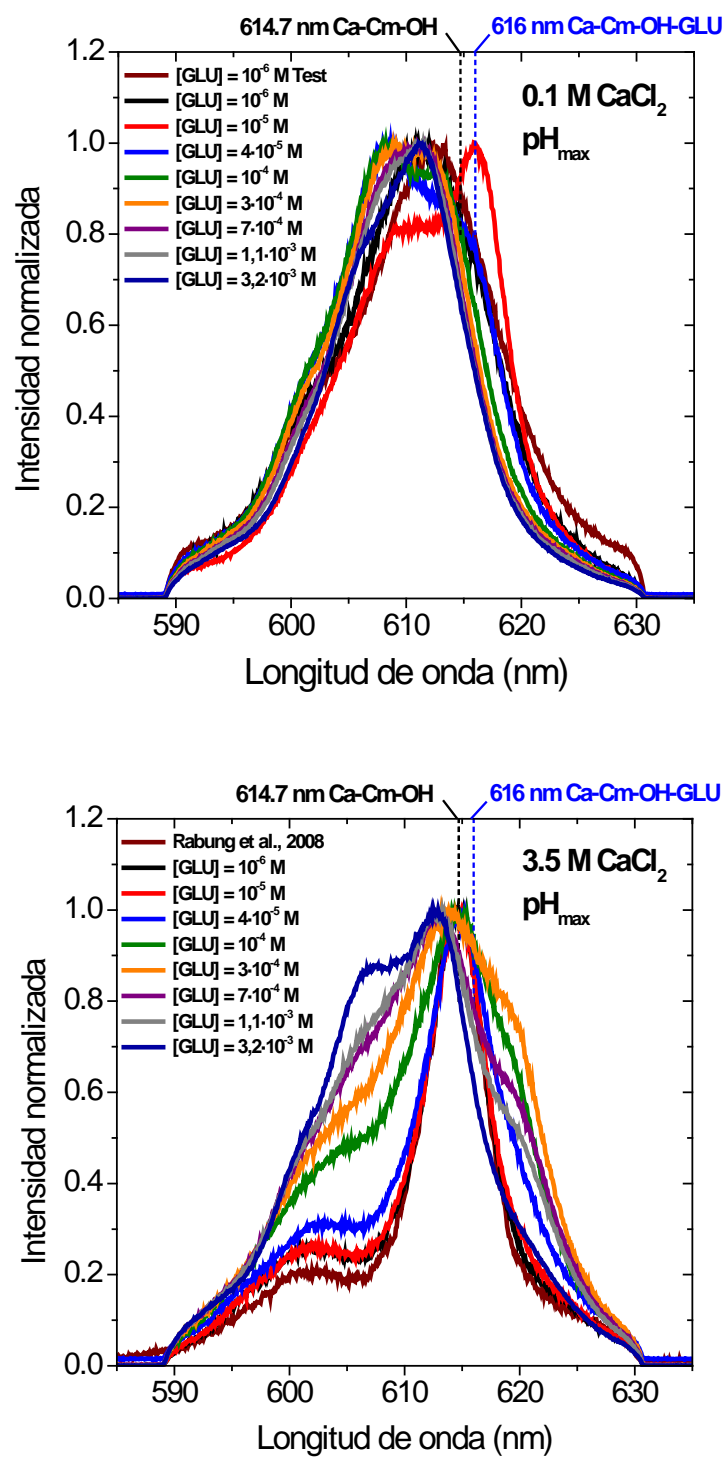 614.7 nm Ca-Cm-OH
616 nm Ca-Cm-OH-GLU
1.2
1.0
0.8
0.6
0.4
0.2
0.0
Intensidad normalizada
[GLU] = 10⁻⁶ M Test
[GLU] = 10⁻⁶ M
[GLU] = 10⁻⁵ M
[GLU] = 4·10⁻⁵ M
[GLU] = 10⁻⁴ M
[GLU] = 3·10⁻⁴ M
[GLU] = 7·10⁻⁴ M
[GLU] = 1,1·10⁻³ M
[GLU] = 3,2·10⁻³ M
0.1 M CaCl₂
pHmax
590 600 610 620 630
Longitud de onda (nm)
614.7 nm Ca-Cm-OH
616 nm Ca-Cm-OH-GLU
1.2
1.0
0.8
0.6
0.4
0.2
0.0
Intensidad normalizada
Rabung et al., 2008
[GLU] = 10⁻⁶ M
[GLU] = 10⁻⁵ M
[GLU] = 4·10⁻⁵ M
[GLU] = 10⁻⁴ M
[GLU] = 3·10⁻⁴ M
[GLU] = 7·10⁻⁴ M
[GLU] = 1,1·10⁻³ M
[GLU] = 3,2·10⁻³ M
3.5 M CaCl₂
pHmax
590 600 610 620 630
Longitud de onda (nm)